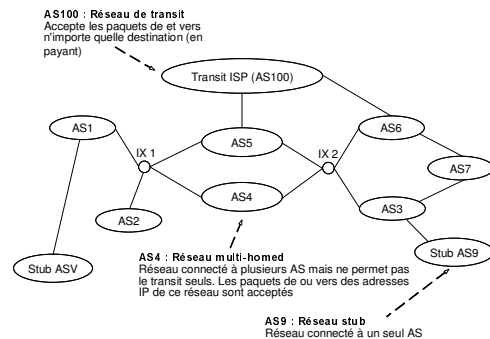 AS100 : Réseau de transit
Accepte les paquets de et vers
n'importe quelle destination (en
payant)
Transit ISP (AS100)
AS1
IX 1
AS5
IX 2
AS6
AS7
AS2
AS4
AS3
Stub ASV
Stub AS9
AS4 : Réseau multi-homed
Réseau connecté à plusieurs AS mais ne permet pas
le transit seuls. Les paquets de ou vers des adresses
IP de ce réseau sont acceptés
AS9 : Réseau stub
Réseau connecté à un seul AS